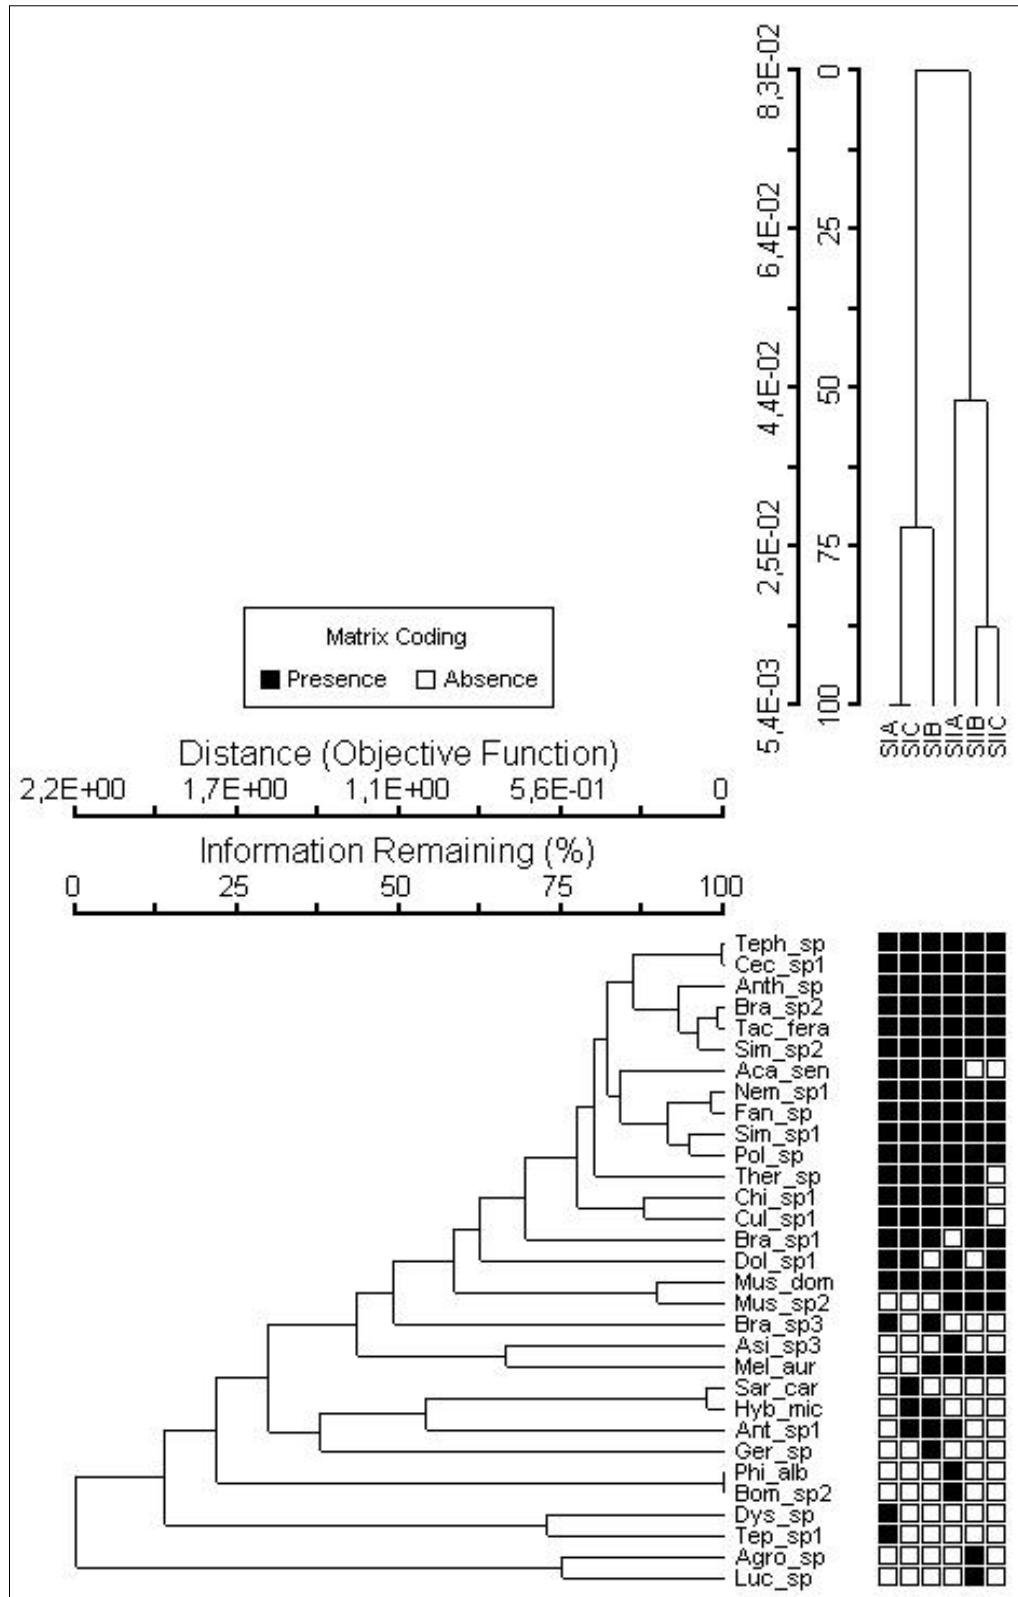 8,3E-02
6,4E-02
4,4E-02
2,5E-02
5,4E-03
0
25
50
75
100
SIA
SIC
SIB
SIIA
SIIB
SIIC
Matrix Coding
Presence Absence
Distance (Objective Function)
2,2E+00 1,7E+00 1,1E+00 5,6E-01 0
Information Remaining (%)
0 25 50 75 100
Teph_sp
Cec_sp1
Anth_sp
Bra_sp2
Tac_fera
Sim_sp2
Aca_sen
Nem_sp1
Fan_sp
Sim_sp1
Pol_sp
Ther_sp
Chi_sp1
Cul_sp1
Bra_sp1
Dol_sp1
Mus_dom
Mus_sp2
Bra_sp3
Asi_sp3
Mel_aur
Sar_car
Hyb_mic
Ant_sp1
Ger_sp
Phi_alb
Bom_sp2
Dys_sp
Tep_sp1
Agro_sp
Luc_sp